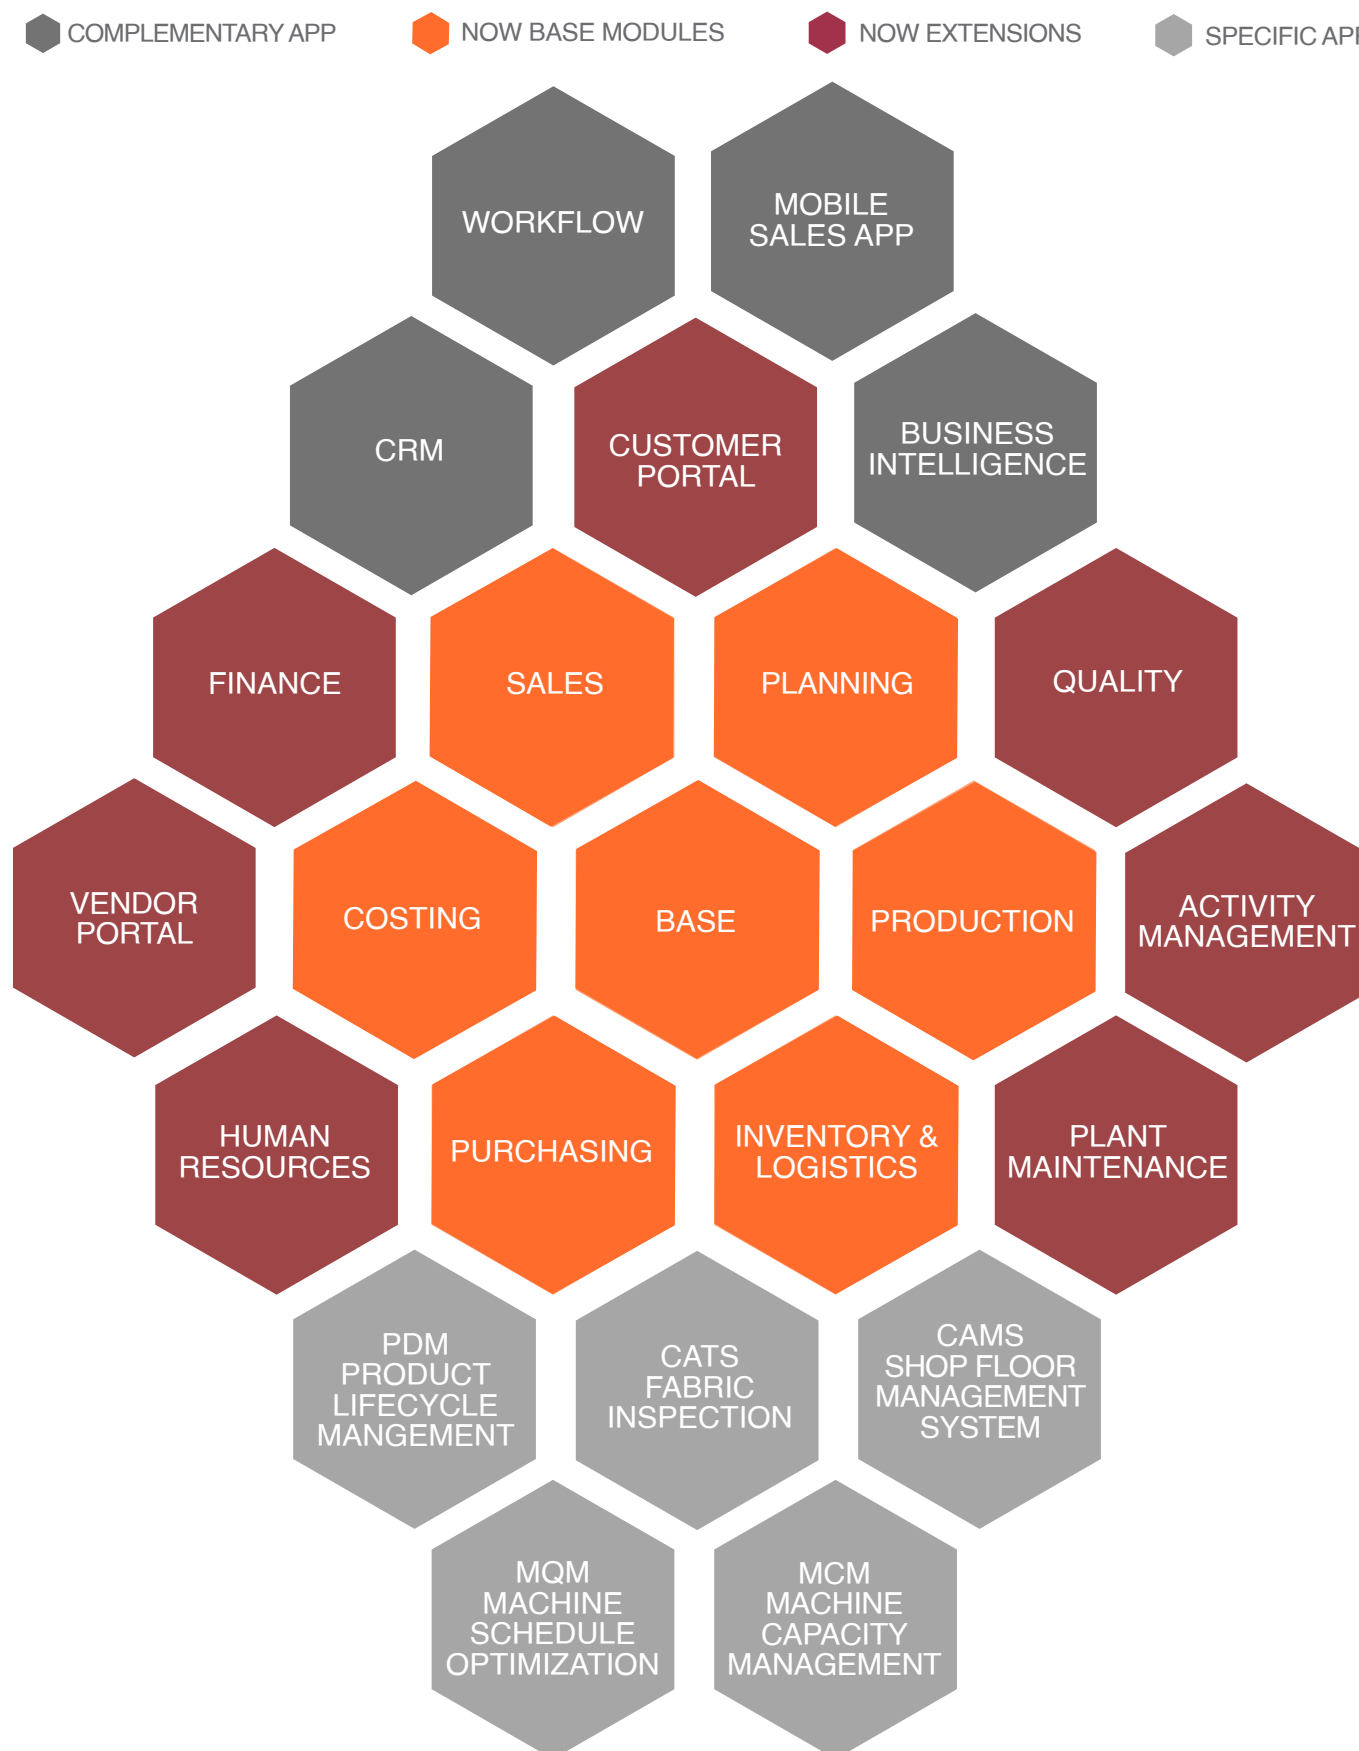 COMPLEMENTARY APP
NOW BASE MODULES
NOW EXTENSIONS
SPECIFIC APP
WORKFLOW
MOBILE
SALES APP
CRM
CUSTOMER
PORTAL
BUSINESS
INTELLIGENCE
FINANCE
SALES
PLANNING
QUALITY
VENDOR
PORTAL
COSTING
BASE
PRODUCTION
ACTIVITY
MANAGEMENT
HUMAN
RESOURCES
PURCHASING
INVENTORY &
LOGISTICS
PLANT
MAINTENANCE
PDM
PRODUCT
LIFECYCLE
MANGEMENT
CATS
FABRIC
INSPECTION
CAMS
SHOP FLOOR
MANAGEMENT
SYSTEM
MQM
MACHINE
SCHEDULE
OPTIMIZATION
MCM
MACHINE
CAPACITY
MANAGEMENT